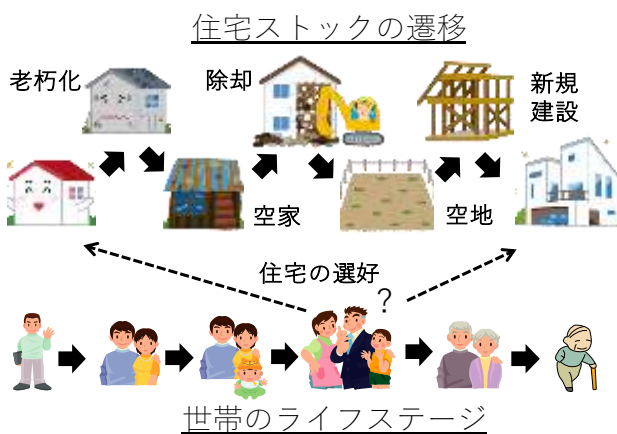 住宅ストックの遷移
老朽化
除却
新規
建設
空家
空地
住宅の選好
?
世帯のライフステージ